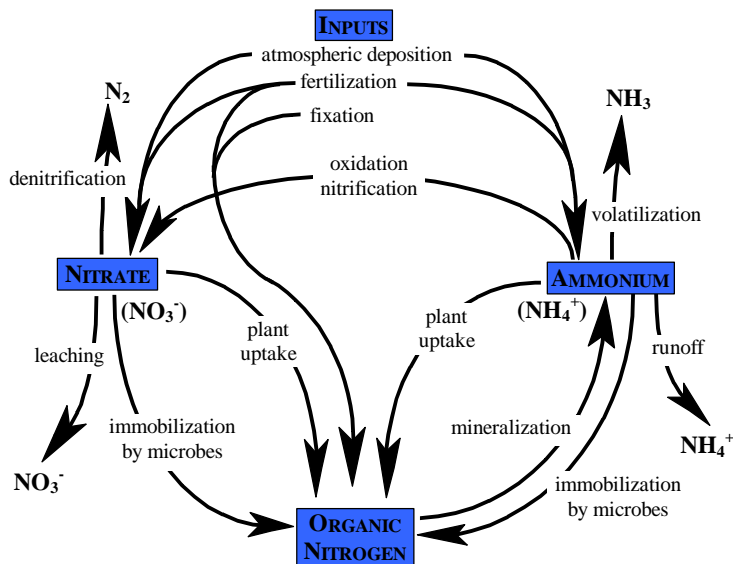 INPUTS
atmospheric deposition
fertilization
fixation
N₂
NH₃
oxidation
nitrification
denitrification
volatilization
NITRATE
(NO₃⁻)
AMMONIUM
(NH₄⁺)
plant
uptake
plant
uptake
leaching
runoff
immobilization
by microbes
mineralization
NO₃⁻
NH₄⁺
immobilization
by microbes
ORGANIC
NITROGEN